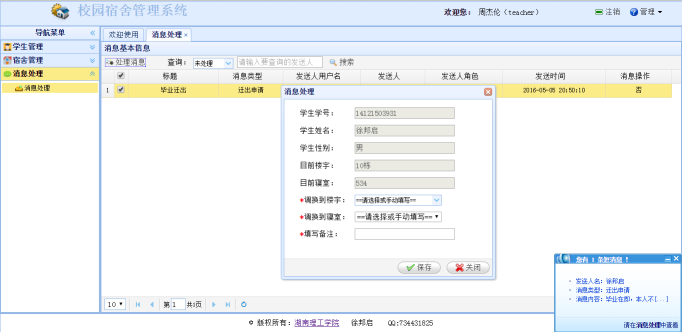 校园宿舍管理系统
欢迎您: 周杰伦（teacher） 注销 管理
导航菜单 «
学生管理
宿舍管理
消息处理
消息处理
欢迎使用 消息处理 ×
消息基本信息
处理消息 查询: 未处理 请输入要查询的发送人 搜索
标题 消息类型 发送人用户名 发送人 发送人角色 发送时间 消息操作
1 毕业迁出 迁出申请 2016-05-05 20:50:10 否
消息处理
学生学号: 14121503931
学生姓名: 徐邦启
学生性别: 男
目前楼宇: 10栋
目前寝室: 534
*调换到楼宇: ==请选择或手动填写==
*调换到寝室: ==请选择或手动填写==
*填写备注:
保存 关闭
您有 1 条短消息！
· 发送人名: 徐邦启
· 消息类型: 迁出申请
· 消息内容: 毕业在即，本人不[...]
请在消息处理中查看
10 第 1 共1页
© 版权所有: 湖南理工学院 徐邦启 QQ:734431825